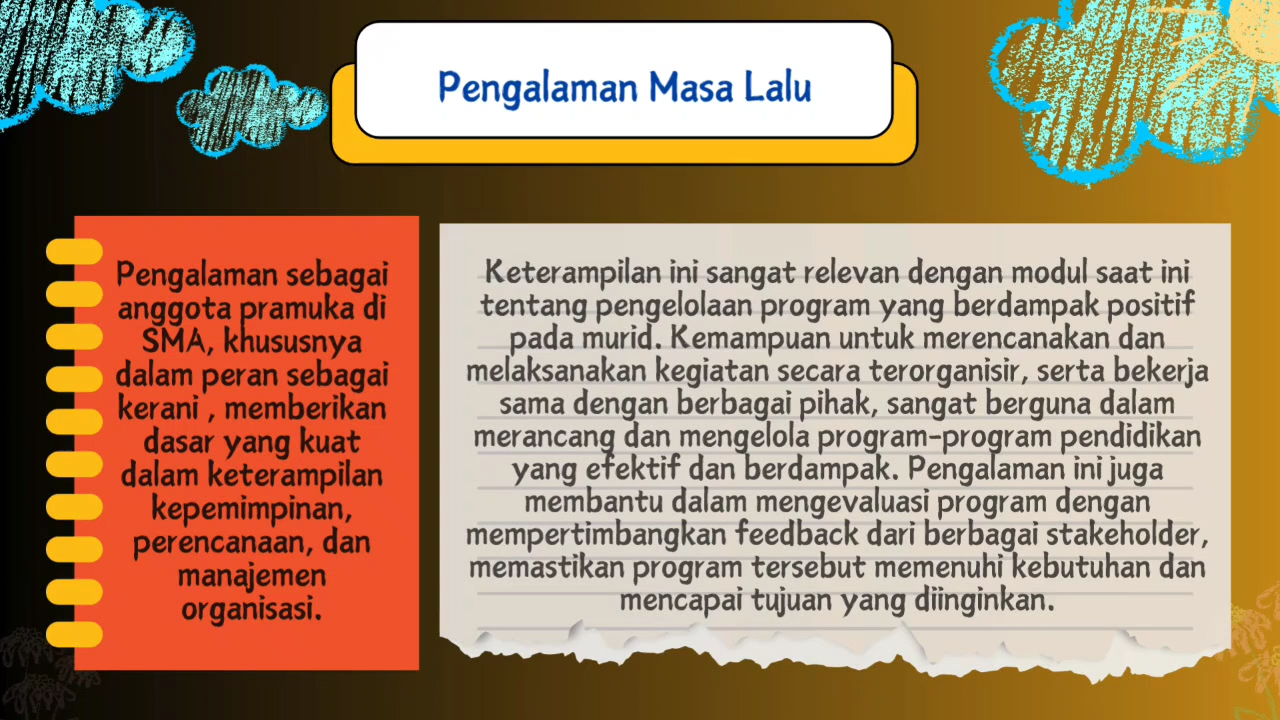 Pengalaman Masa Lalu
Pengalaman sebagai
anggota pramuka di
SMA, khususnya
dalam peran sebagai
kerani , memberikan
dasar yang kuat
dalam keterampilan
kepemimpinan,
perencanaan, dan
manajemen
organisasi.
Keterampilan ini sangat relevan dengan modul saat ini
tentang pengelolaan program yang berdampak positif
pada murid. Kemampuan untuk merencanakan dan
melaksanakan kegiatan secara terorganisir, serta bekerja
sama dengan berbagai pihak, sangat berguna dalam
merancang dan mengelola program-program pendidikan
yang efektif dan berdampak. Pengalaman ini juga
membantu dalam mengevaluasi program dengan
mempertimbangkan feedback dari berbagai stakeholder,
memastikan program tersebut memenuhi kebutuhan dan
mencapai tujuan yang diinginkan.